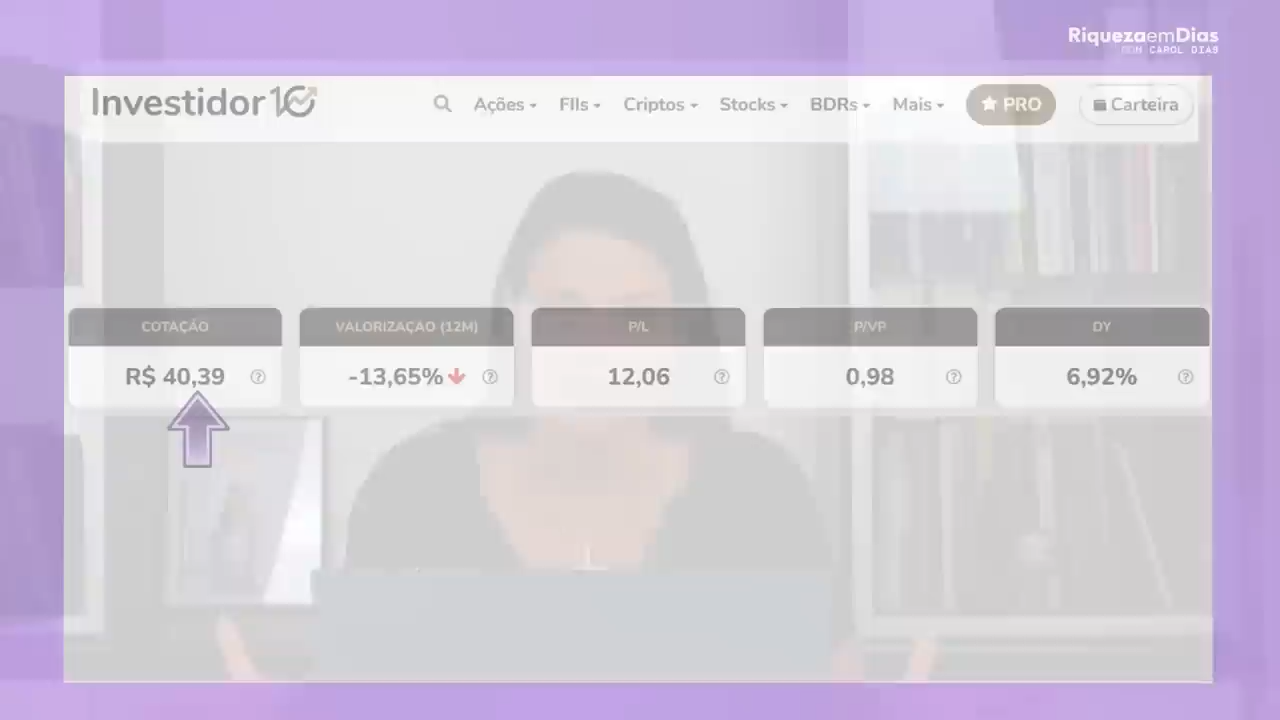 RiquezaemDias
COM CAROL DIAS
Investidor10
Ações FIIs Criptos Stocks BDRs Mais PRO Carteira
COTAÇÃO VALORIZAÇÃO (12M) P/L P/VP DY
R$ 40,39 ? -13,65% ? 12,06 ? 0,98 ? 6,92% ?